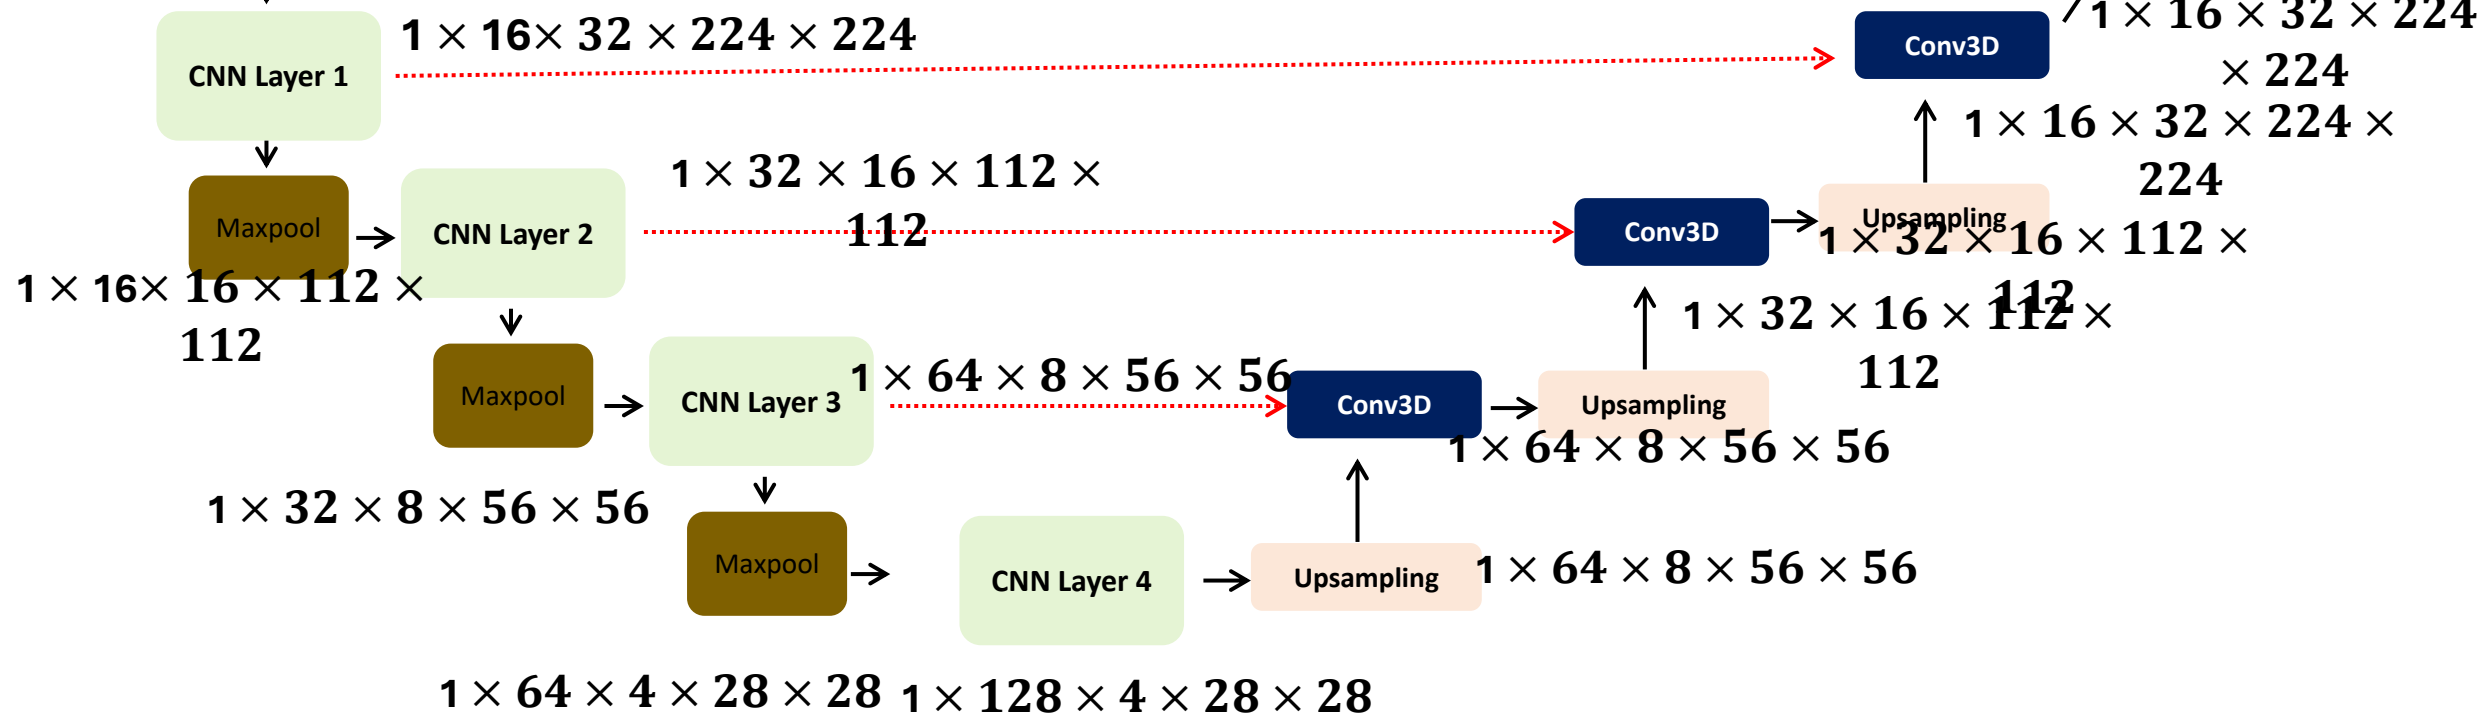 1 × 16× 32 × 224 × 224
CNN Layer 1
Conv3D
1 × 16 × 32 × 224
× 224
1 × 16 × 32 × 224 ×
224
1 × 32 × 16 × 112 ×
112
Maxpool
CNN Layer 2
Conv3D
Upsampling
1 × 32 × 16 × 112 ×
112
1 × 16× 16 × 112 ×
112
1 × 32 × 16 × 112 ×
112
Maxpool
CNN Layer 3
1 × 64 × 8 × 56 × 56
Conv3D
Upsampling
1 × 64 × 8 × 56 × 56
1 × 32 × 8 × 56 × 56
Maxpool
CNN Layer 4
Upsampling
1 × 64 × 8 × 56 × 56
1 × 64 × 4 × 28 × 28
1 × 128 × 4 × 28 × 28